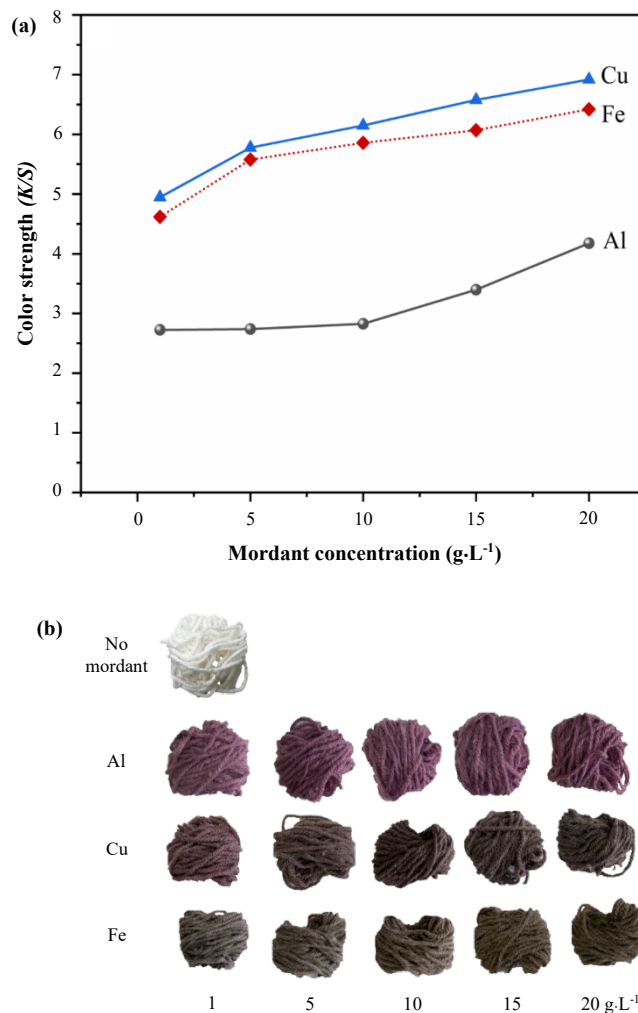 (a)
8
7
6
5
4
3
2
1
0
Color strength (K/S)
Cu
Fe
Al
0 5 10 15 20
Mordant concentration (g·L-1)
(b)
No
mordant
Al
Cu
Fe
1 5 10 15 20 g·L-1